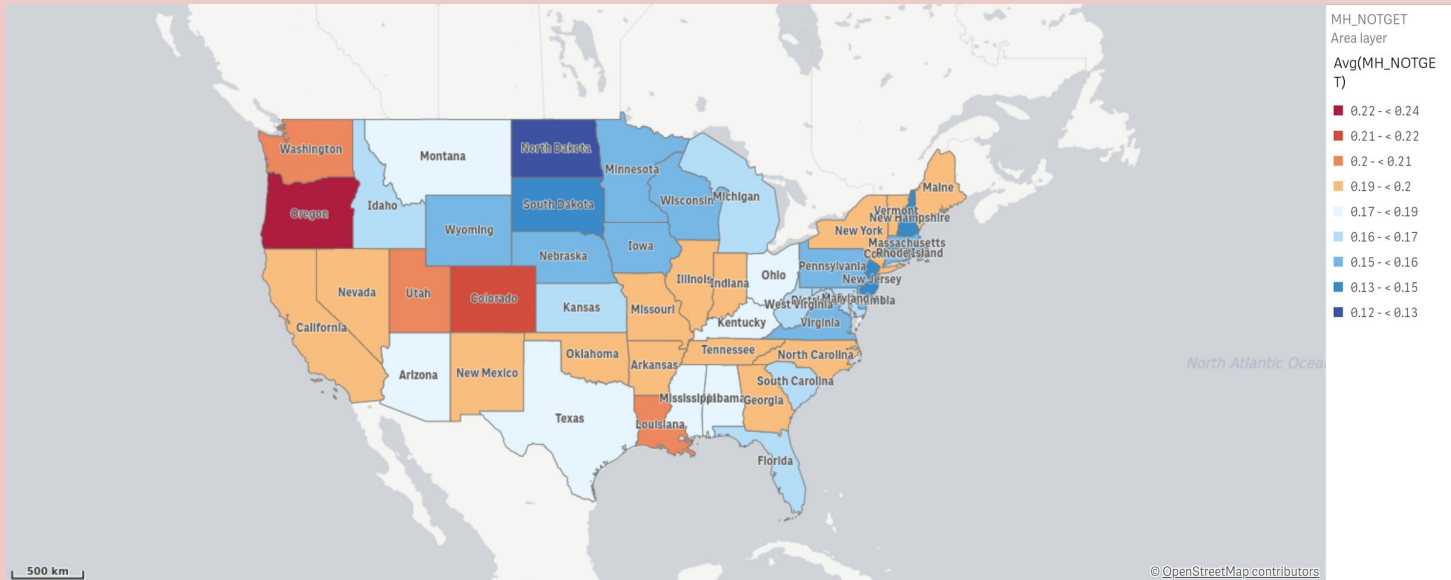 MH_NOTGET
Area layer
Avg(MH_NOTGE
T)
0.22 - < 0.24
0.21 - < 0.22
0.2 - < 0.21
0.19 - < 0.2
0.17 - < 0.19
0.16 - < 0.17
0.15 - < 0.16
0.13 - < 0.15
0.12 - < 0.13
Washington
Montana
North Dakota
Minnesota
Oregon
Idaho
South Dakota
Wisconsin
Michigan
Maine
Wyoming
Vermont
New Hampshire
New York
Massachusetts
Rhode Island
Iowa
Nebraska
Pennsylvania
New Jersey
Nevada
Utah
Colorado
Kansas
Illinois
Indiana
Ohio
West Virginia
Maryland
California
Missouri
Kentucky
Virginia
Arizona
New Mexico
Oklahoma
Arkansas
Tennessee
North Carolina
South Carolina
Texas
Mississippi
Georgia
Louisiana
Florida
North Atlantic Ocea
500 km
© OpenStreetMap contributors